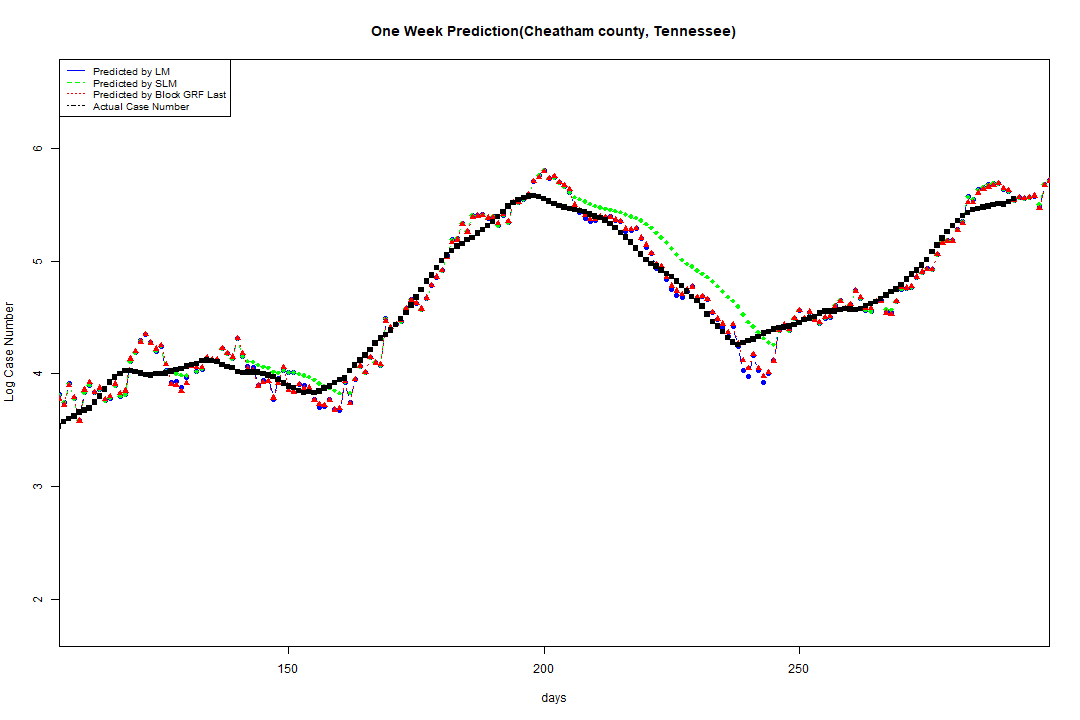 One Week Prediction(Cheatham county, Tennessee)
Predicted by LM
Predicted by SLM
Predicted by Block GRF Last
Actual Case Number
6
5
4
3
2
Log Case Number
150
200
250
days